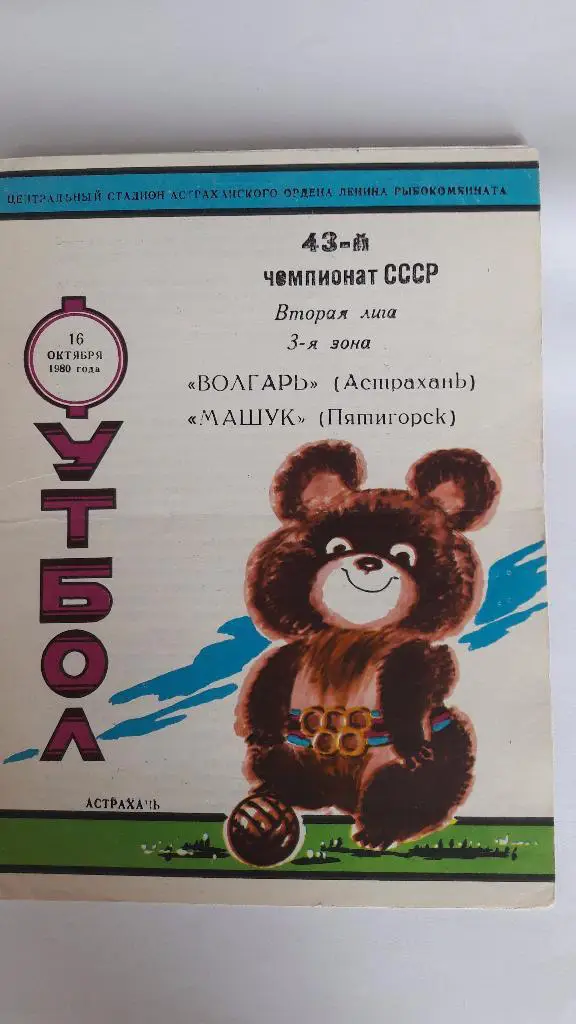 ЦЕНТРАЛЬНЫЙ СТАДИОН АСТРАХАНСКОГО ОРДЕНА ЛЕНИНА РЫБОКОМБИНАТА
43-й
чемпионат СССР
Вторая лига
3-я зона
«ВОЛГАРЬ» (Астрахань)
«МАШУК» (Пятигорск)
16
ОКТЯБРЯ
1980 года
ФУТБОЛ
АСТРАХАНЬ